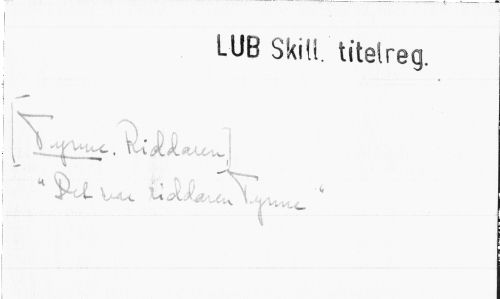 LUB Skill. titelreg.
[Tynne. Riddaren]
"Det var riddaren Tynne"